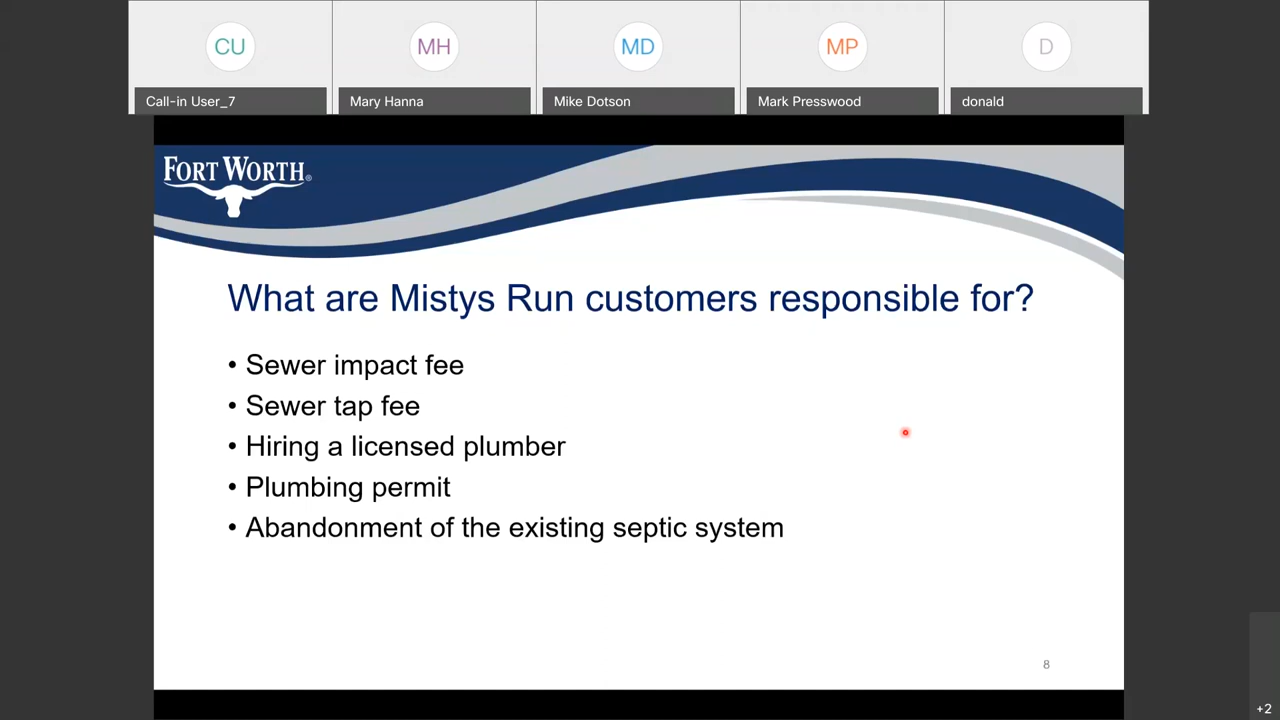 CU
MH
MD
MP
D
Call-in User_7
Mary Hanna
Mike Dotson
Mark Presswood
donald
FORT WORTH®
What are Mistys Run customers responsible for?
• Sewer impact fee
• Sewer tap fee
• Hiring a licensed plumber
• Plumbing permit
• Abandonment of the existing septic system
8
+2